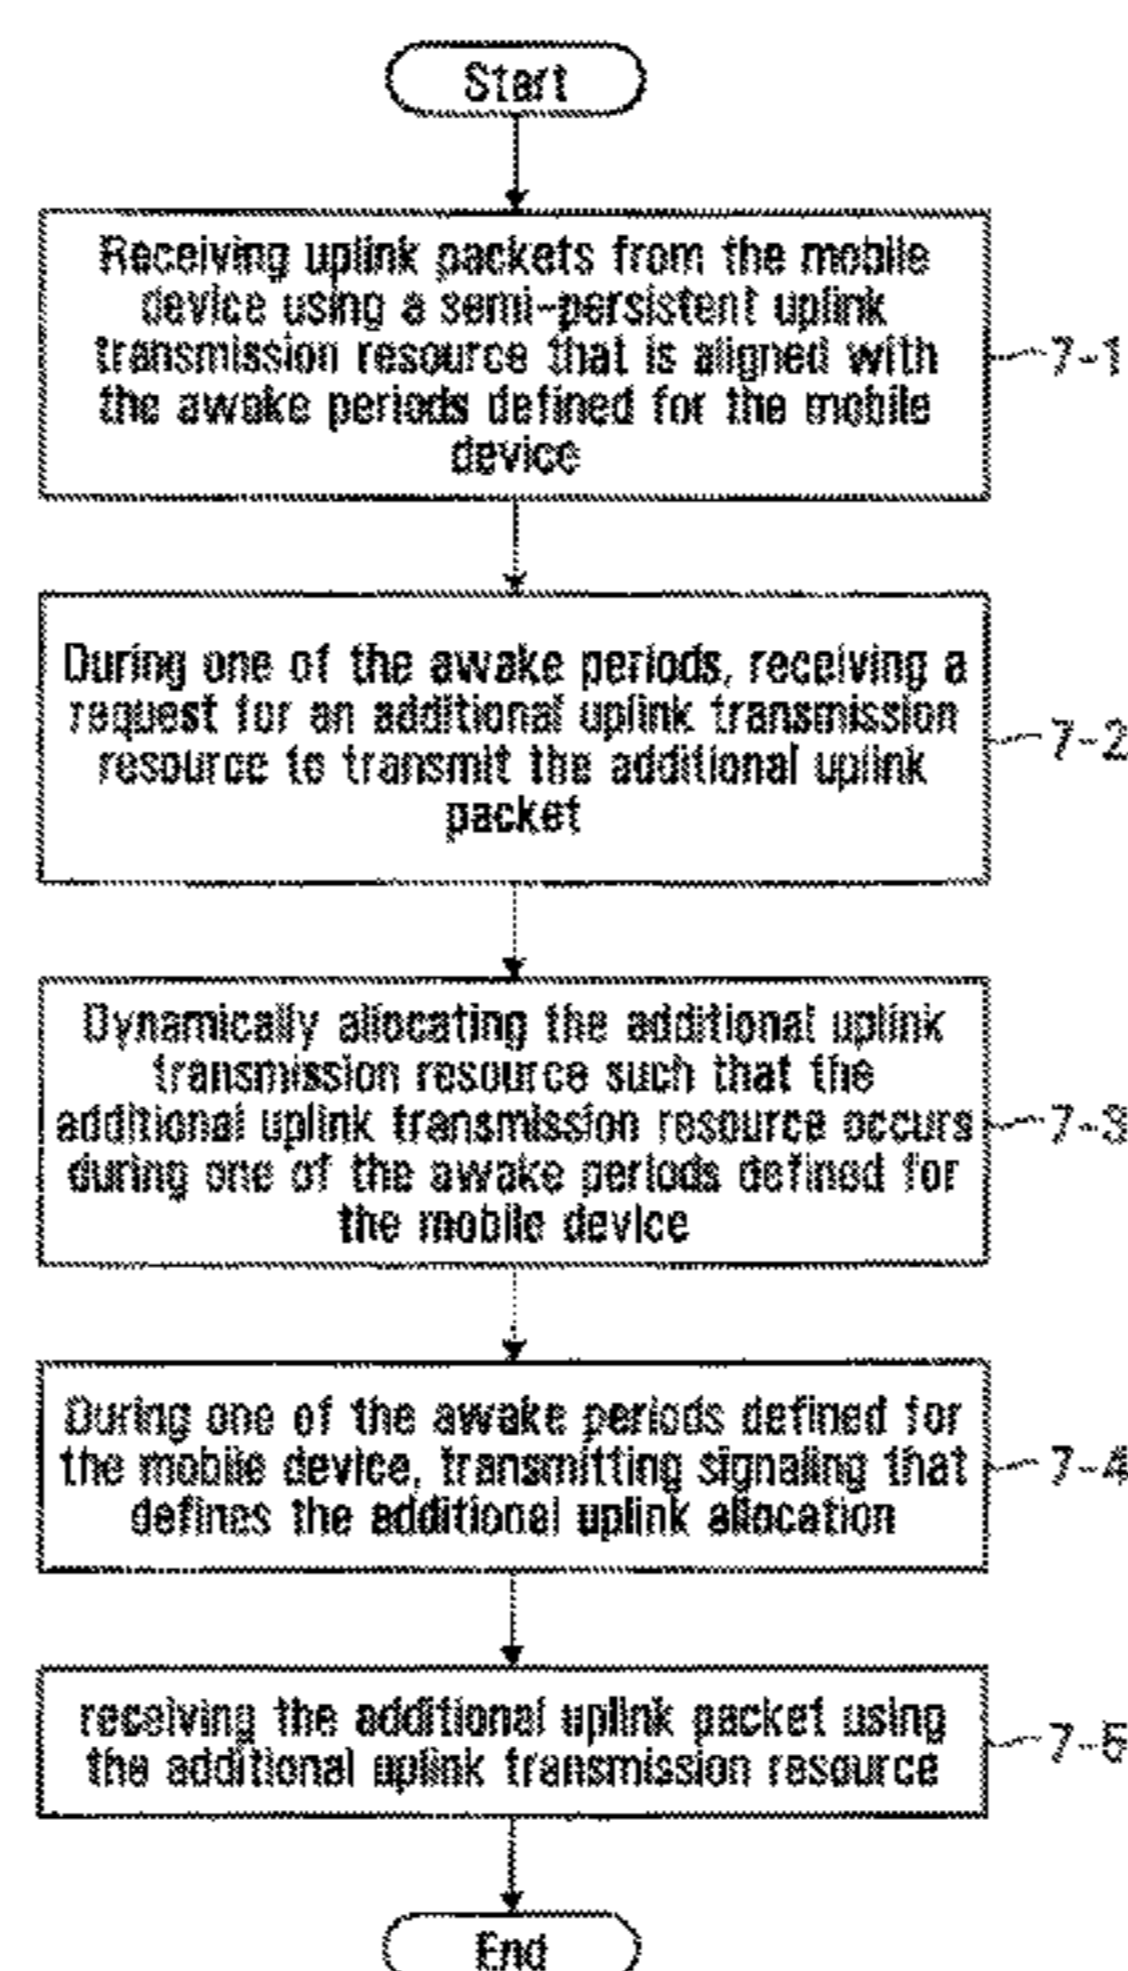 Start
Receiving uplink packets from the mobile
device using a semi-persistent uplink
transmission resource that is aligned with
the awake periods defined for the mobile
device
7-1
During one of the awake periods, receiving a
request for an additional uplink transmission
resource to transmit the additional uplink
packet
7-2
Dynamically allocating the additional uplink
transmission resource such that the
additional uplink transmission resource occurs
during one of the awake periods defined for
the mobile device
7-3
During one of the awake periods defined for
the mobile device, transmitting signaling that
defines the additional uplink allocation
7-4
receiving the additional uplink packet using
the additional uplink transmission resource
7-5
End